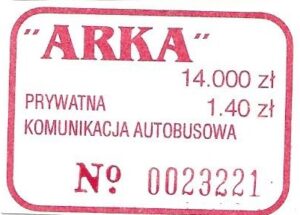 "ARKA"
14.000 zł
PRYWATNA 1.40 zł
KOMUNIKACJA AUTOBUSOWA
Nº 0023221